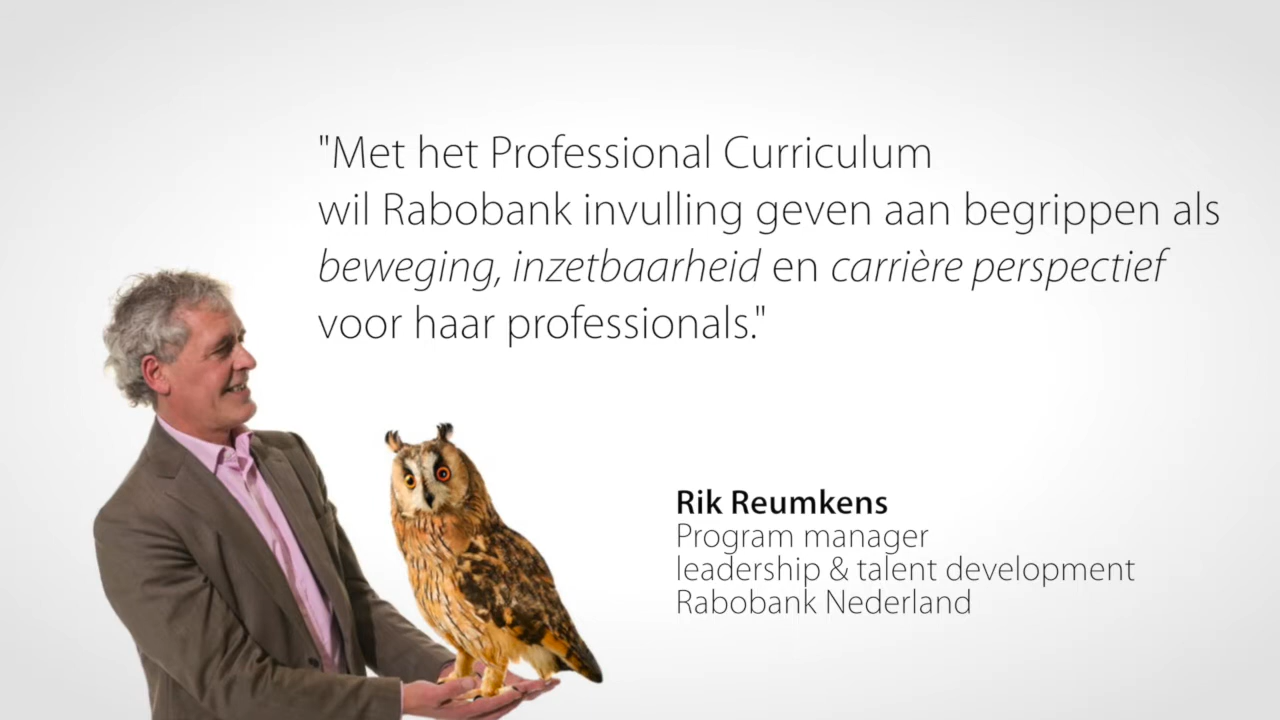 "Met het Professional Curriculum
wil Rabobank invulling geven aan begrippen als
beweging, inzetbaarheid en carrière perspectief
voor haar professionals."
Rik Reumkens
Program manager
leadership & talent development
Rabobank Nederland